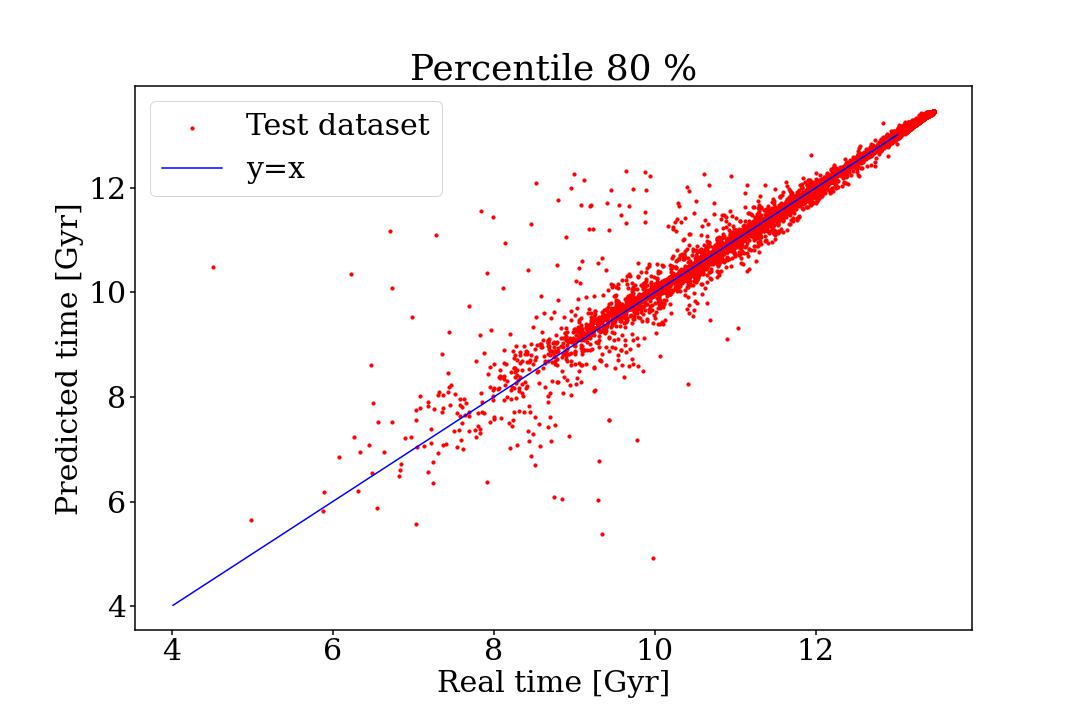 Percentile 80 %
Test dataset
y=x
Predicted time [Gyr]
12
10
8
6
4
4 6 8 10 12
Real time [Gyr]